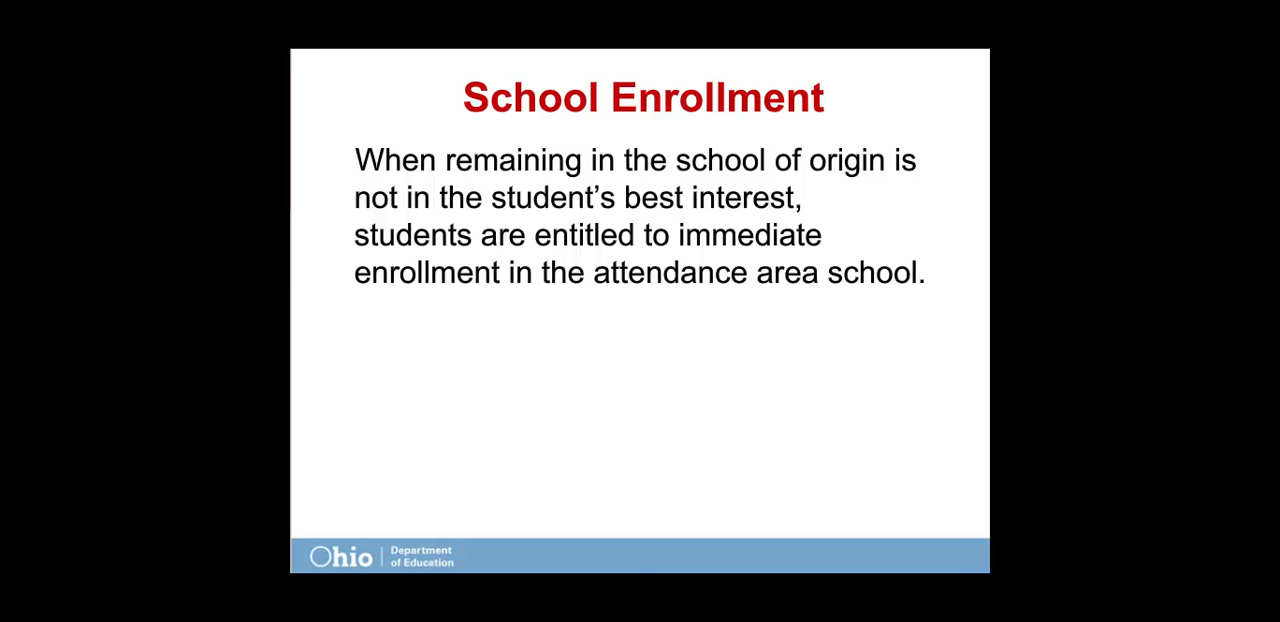 School Enrollment
When remaining in the school of origin is
not in the student’s best interest,
students are entitled to immediate
enrollment in the attendance area school.
Ohio
Department
of Education